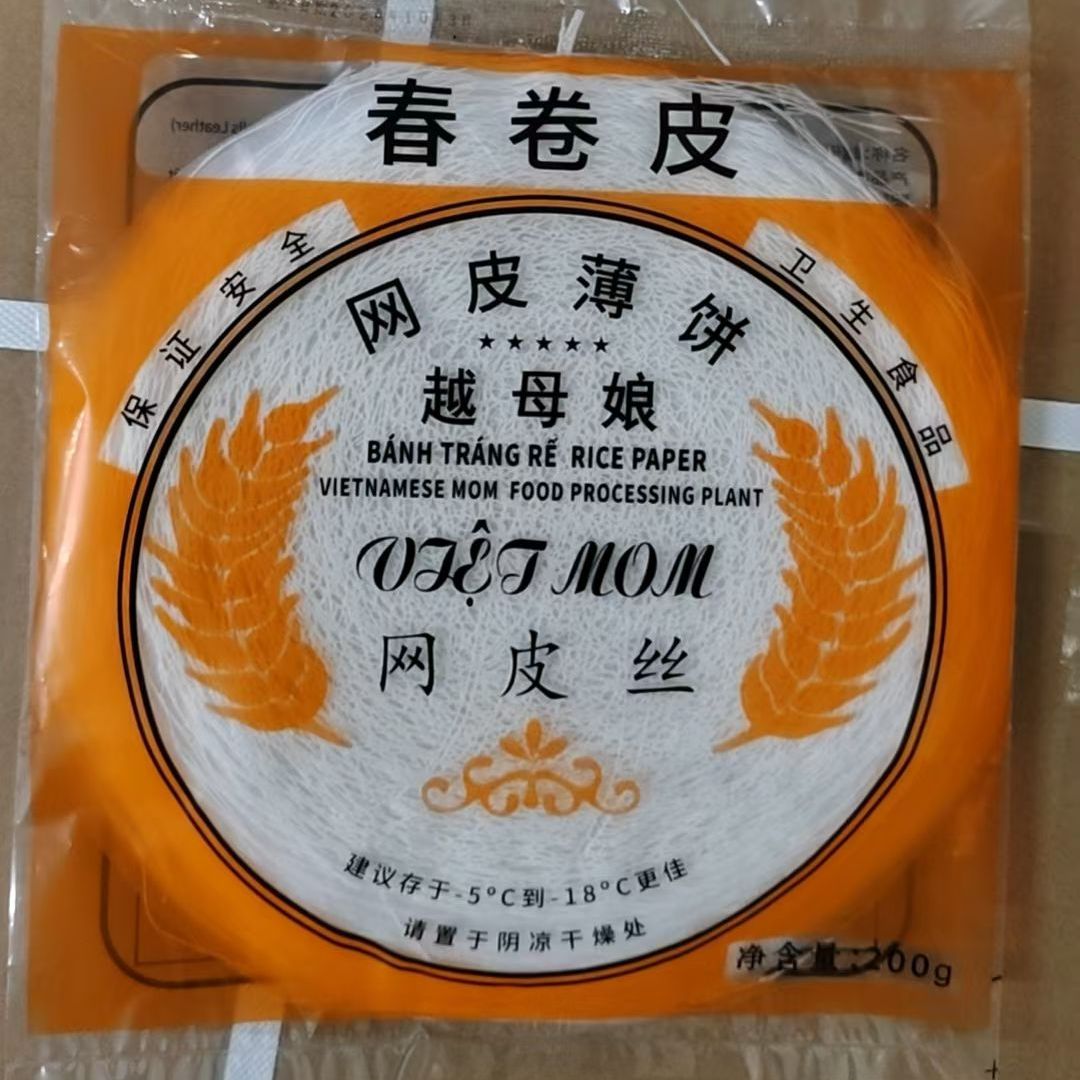 春卷皮
保证安全
卫生食品
网皮薄饼
★★★★★
越母娘
BÁNH TRÁNG RẾ RICE PAPER
VIETNAMESE MOM FOOD PROCESSING PLANT
VIỆT MOM
网皮丝
建议存于-5°C到-18°C更佳
请置于阴凉干燥处
净含量:200g